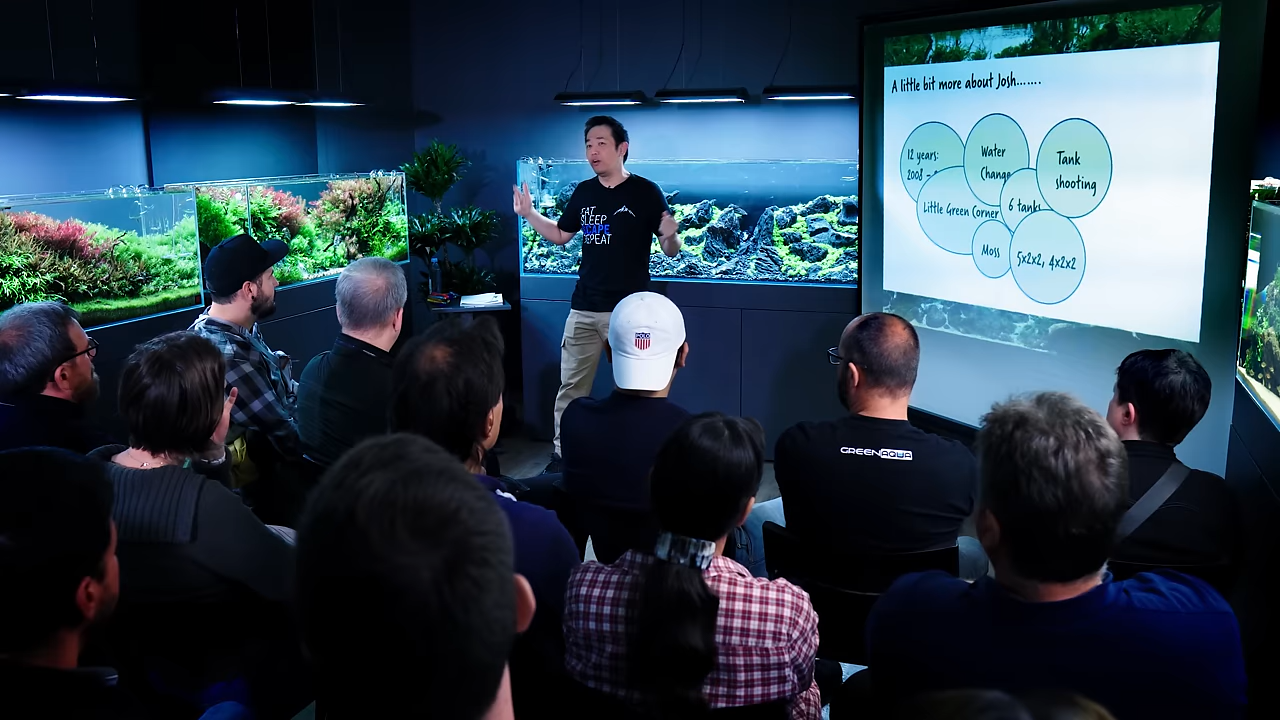 A little bit more about Josh.......
12 years:
2008 -
Water
Change
Tank
shooting
Little Green Corner
6 tanks
Moss
5x2x2, 4x2x2
EAT
SLEEP
SCAPE
REPEAT
POLO
GREENAQUA